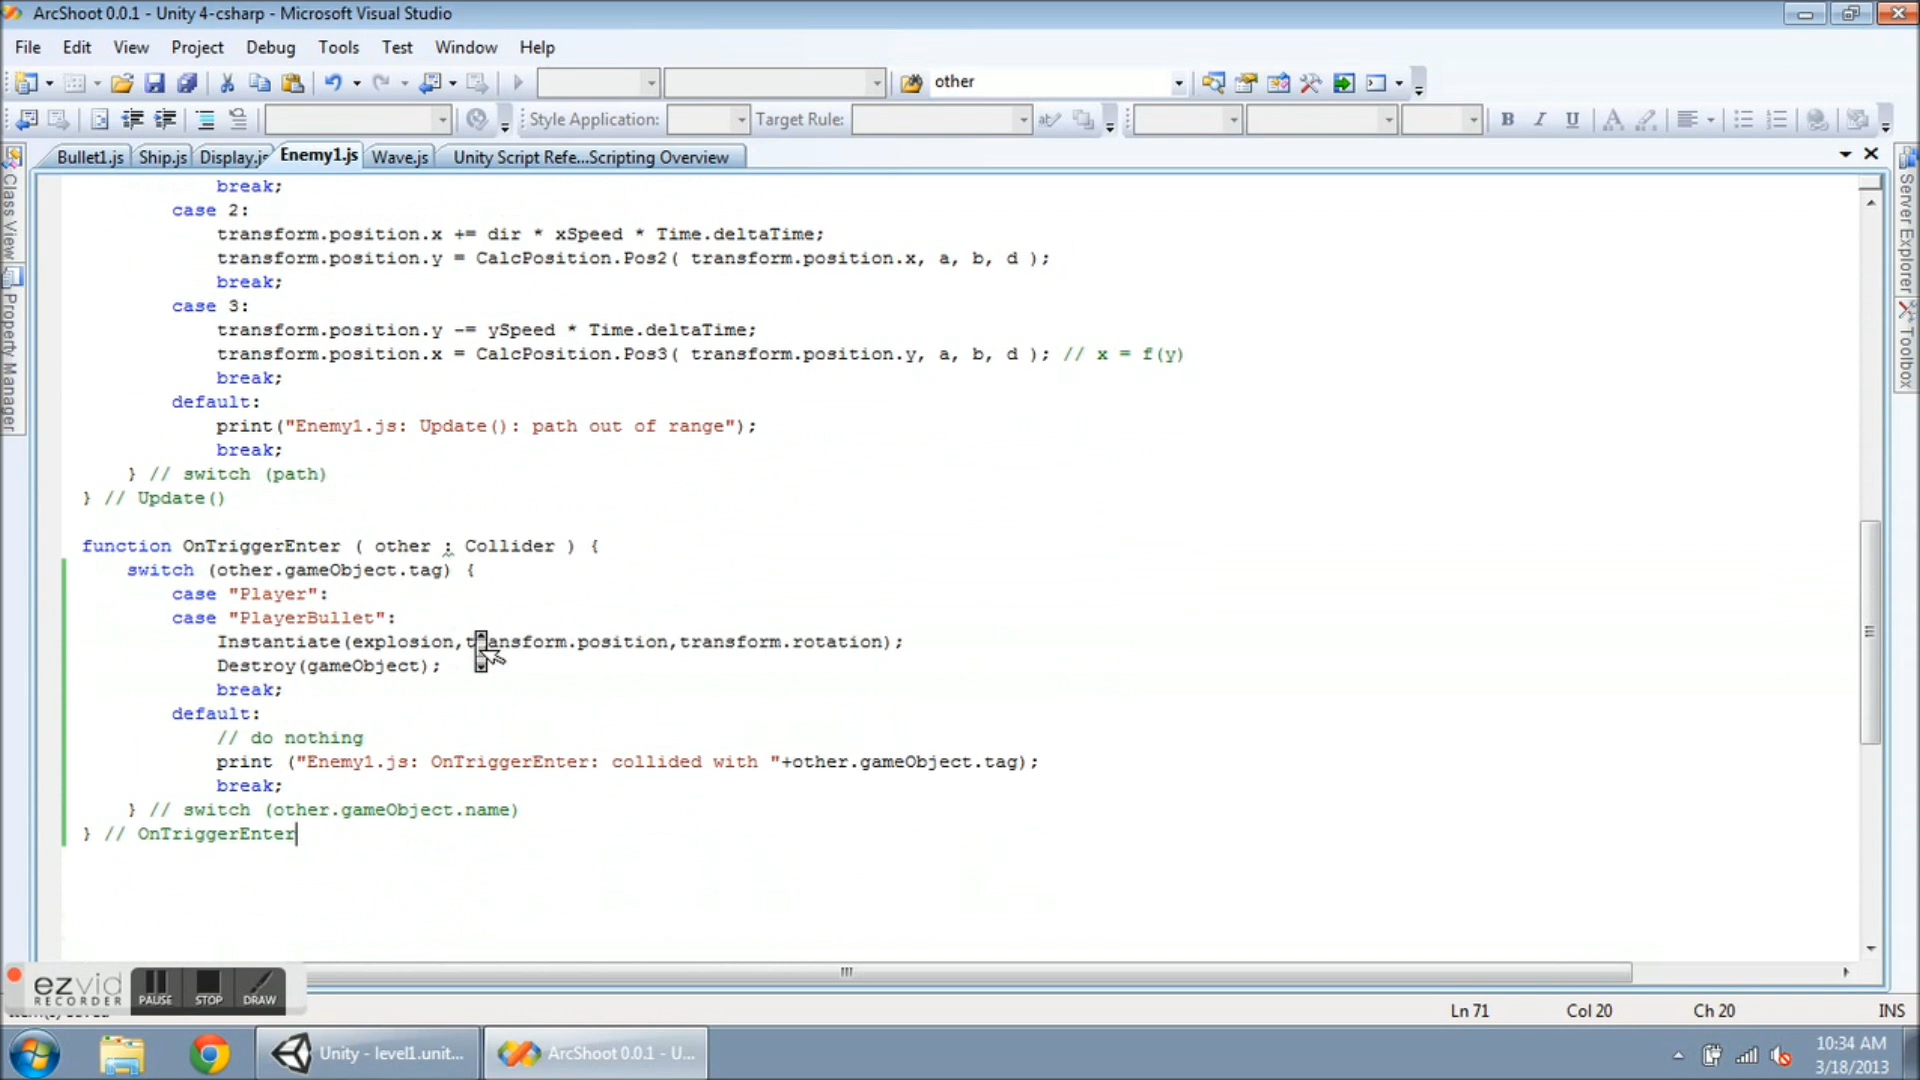 ArcShoot 0.0.1 - Unity 4-csharp - Microsoft Visual Studio
File Edit View Project Debug Tools Test Window Help
other
Style Application: Target Rule: B I U
Bullet1.js Ship.js Display.js Enemy1.js Wave.js Unity Script Refe...Scripting Overview
Class View
Property Manager
Server Explorer
Toolbox
break;
case 2:
transform.position.x += dir * xSpeed * Time.deltaTime;
transform.position.y = CalcPosition.Pos2( transform.position.x, a, b, d );
break;
case 3:
transform.position.y -= ySpeed * Time.deltaTime;
transform.position.x = CalcPosition.Pos3( transform.position.y, a, b, d ); // x = f(y)
break;
default:
print("Enemy1.js: Update(): path out of range");
break;
} // switch (path)
} // Update()
function OnTriggerEnter ( other : Collider ) {
switch (other.gameObject.tag) {
case "Player":
case "PlayerBullet":
Instantiate(explosion,transform.position,transform.rotation);
Destroy(gameObject);
break;
default:
// do nothing
print ("Enemy1.js: OnTriggerEnter: collided with "+other.gameObject.tag);
break;
} // switch (other.gameObject.name)
} // OnTriggerEnter
ezvid
RECORDER
PAUSE STOP DRAW
Ln 71 Col 20 Ch 20 INS
Unity - level1.unit...
ArcShoot 0.0.1 - U...
10:34 AM
3/18/2013